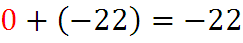 0 + (−22) = −22